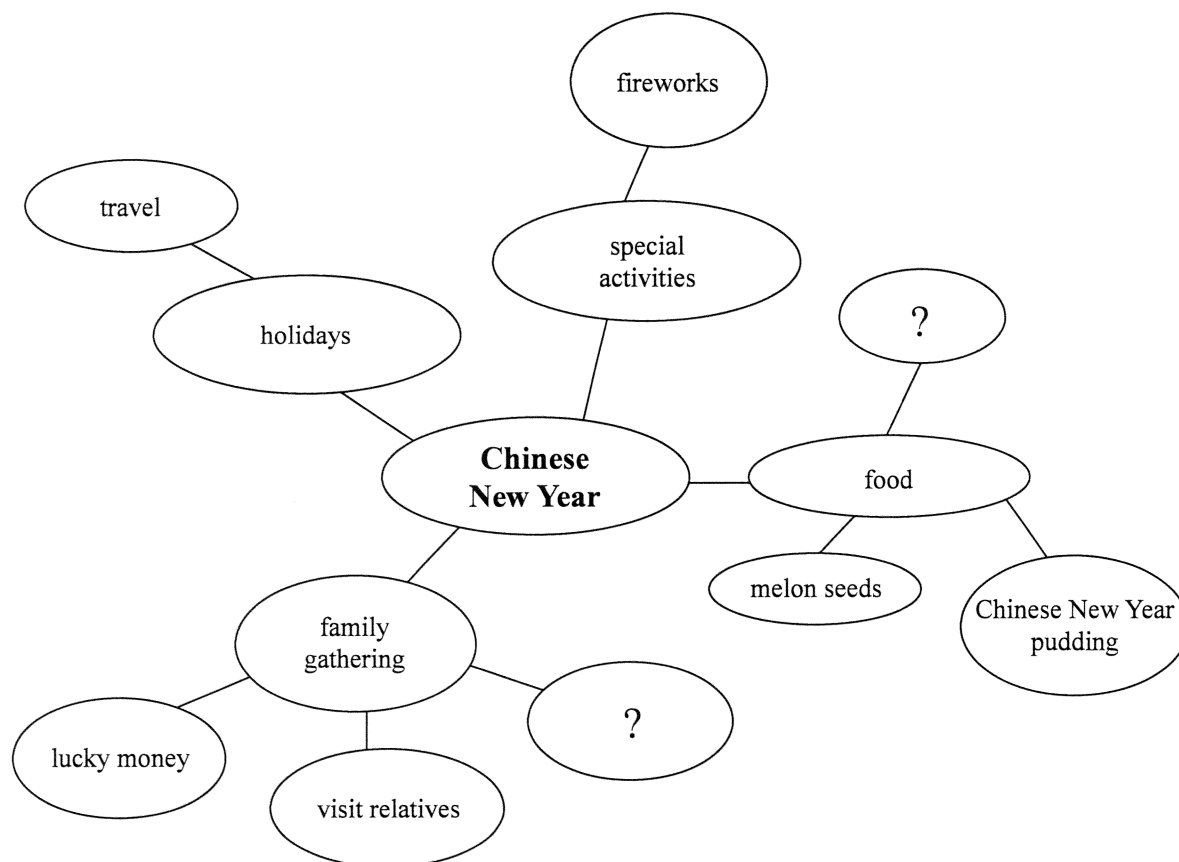 fireworks
travel
special
activities
?
holidays
Chinese
New Year
food
melon seeds
Chinese New Year
pudding
family
gathering
?
lucky money
visit relatives